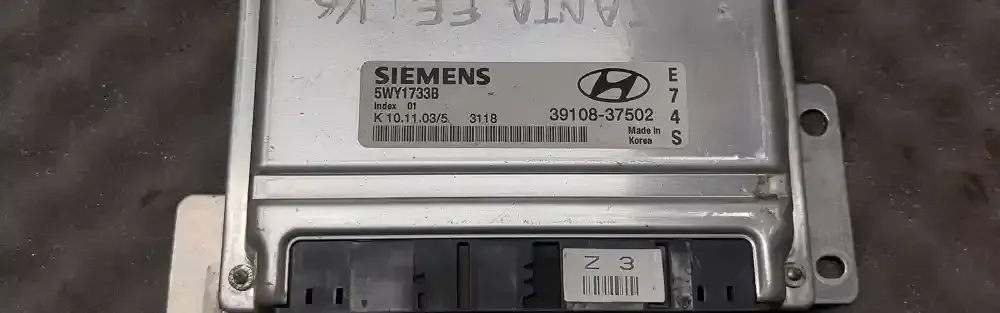 SANTA FE V6
SIEMENS
5WY1733B
Index 01
K 10.11.03/5 3118
39108-37502
Made in
Korea
E
7
4
S
Z 3